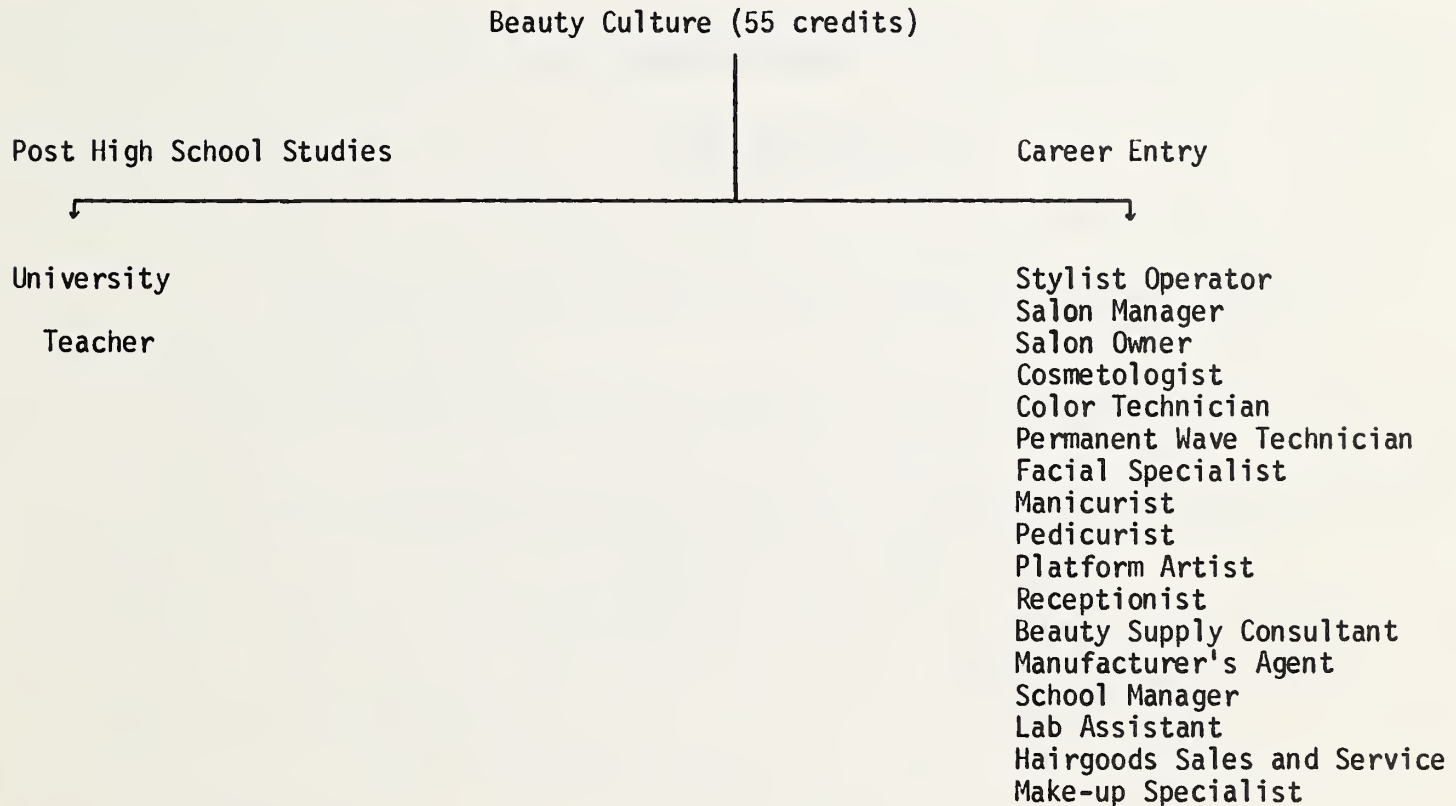 Beauty Culture (55 credits)
Post High School Studies
Career Entry
University
Teacher
Stylist Operator
Salon Manager
Salon Owner
Cosmetologist
Color Technician
Permanent Wave Technician
Facial Specialist
Manicurist
Pedicurist
Platform Artist
Receptionist
Beauty Supply Consultant
Manufacturer's Agent
School Manager
Lab Assistant
Hairgoods Sales and Service
Make-up Specialist